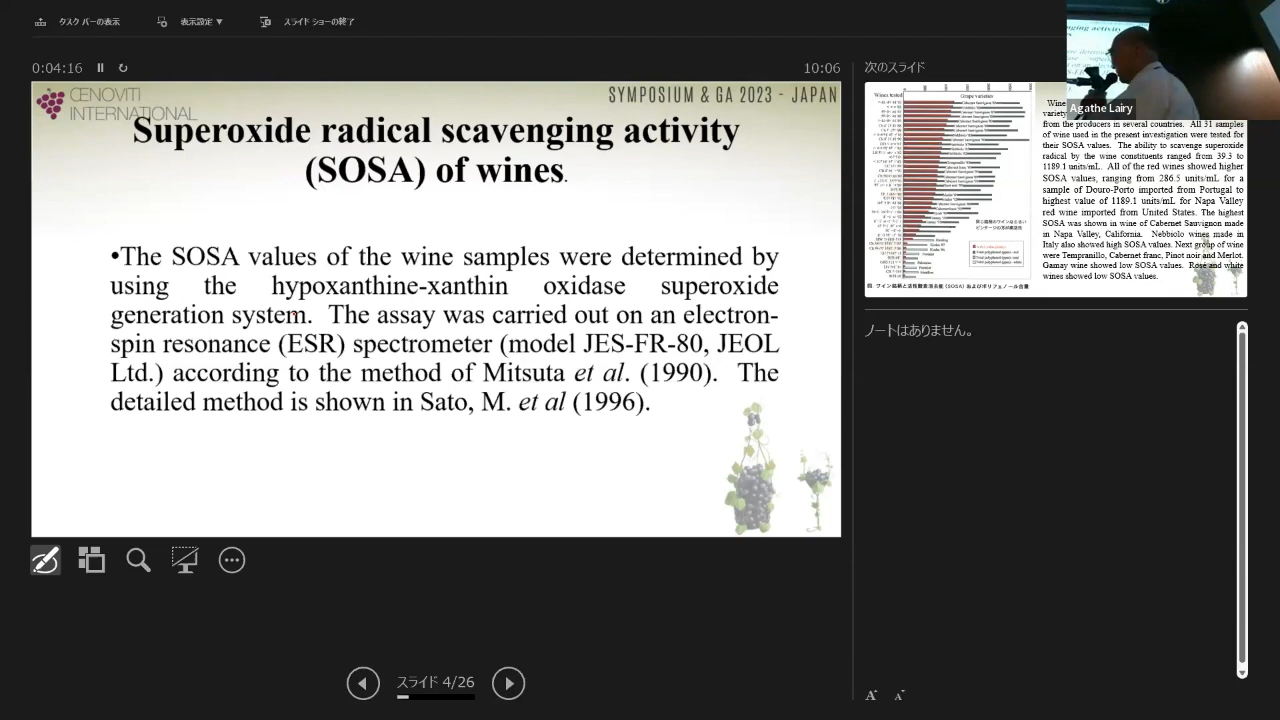 タスク バーの表示
表示設定 ▼
スライド ショーの終了
0:04:16
10:06
次のスライド
CENOVITI
INTERNATIONAL
SYMPOSIUM & GA 2023 - JAPAN
Superoxide radical scavenging activity
(SOSA) of wines.
•The SOSA values of the wine samples were determined by
using the hypoxanthine-xanthin oxidase superoxide
generation system. The assay was carried out on an electron-
spin resonance (ESR) spectrometer (model JES-FR-80, JEOL
Ltd.) according to the method of Mitsuta et al. (1990). The
detailed method is shown in Sato, M. et al (1996).
Agathe Lairy
Wines tested
Grape varieties
from the producers in several countries. All 31 samples
of wine used in the present investigation were tested for
their SOSA values. The ability to scavenge superoxide
radical by the wine constituents ranged from 39.3 to
1189.1 units/mL. All of the red wines showed higher
SOSA values, ranging from 286.5 units/mL for a
sample of Douro-Porto imported from Portugal to
highest value of 1189.1 units/mL for Napa Valley
red wine imported from United States. The highest
SOSA was shown in wine of Cabernet Sauvignon made
in Napa Valley, California. Nebbolo wines made in
Italy also showed high SOSA values. Next group of wine
were Tempranillo, Cabernet franc, Pinot noir and Merlot.
Gamay wine showed low SOSA values. Rose and white
wines showed low SOSA values.
ノートはありません。
スライド 4/26